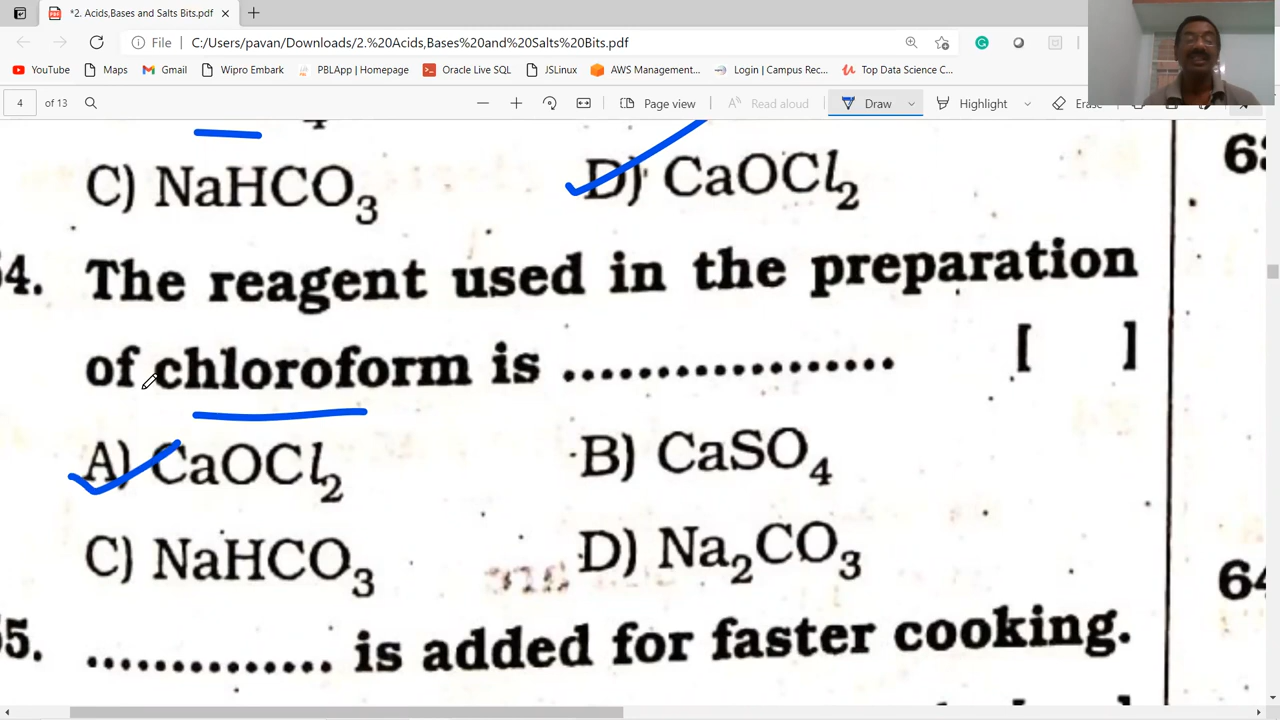 *2. Acids,Bases and Salts Bits.pdf
File C:/Users/pavan/Downloads/2.%20Acids,Bases%20and%20Salts%20Bits.pdf
YouTube Maps Gmail Wipro Embark PBLApp | Homepage Oracle Live SQL JSLinux AWS Management... Login | Campus Rec... Top Data Science C...
4 of 13 Page view Read aloud Draw Highlight Erase
C) NaHCO₃ D) CaOCl₂
4. The reagent used in the preparation
of chloroform is .................. [ ]
A) CaOCl₂ B) CaSO₄
C) NaHCO₃ D) Na₂CO₃
5. .............. is added for faster cooking.